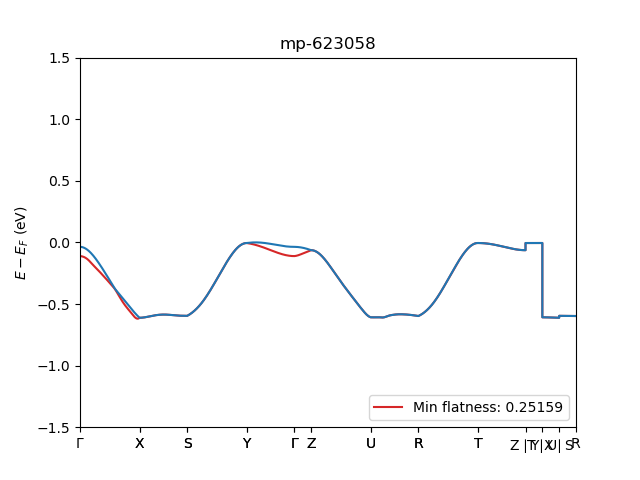 mp-623058
1.5
1.0
0.5
0.0
−0.5
−1.0
−1.5
E − E_F (eV)
Min flatness: 0.25159
Γ X S Y Γ Z U R T Z|T Y|X U|S R